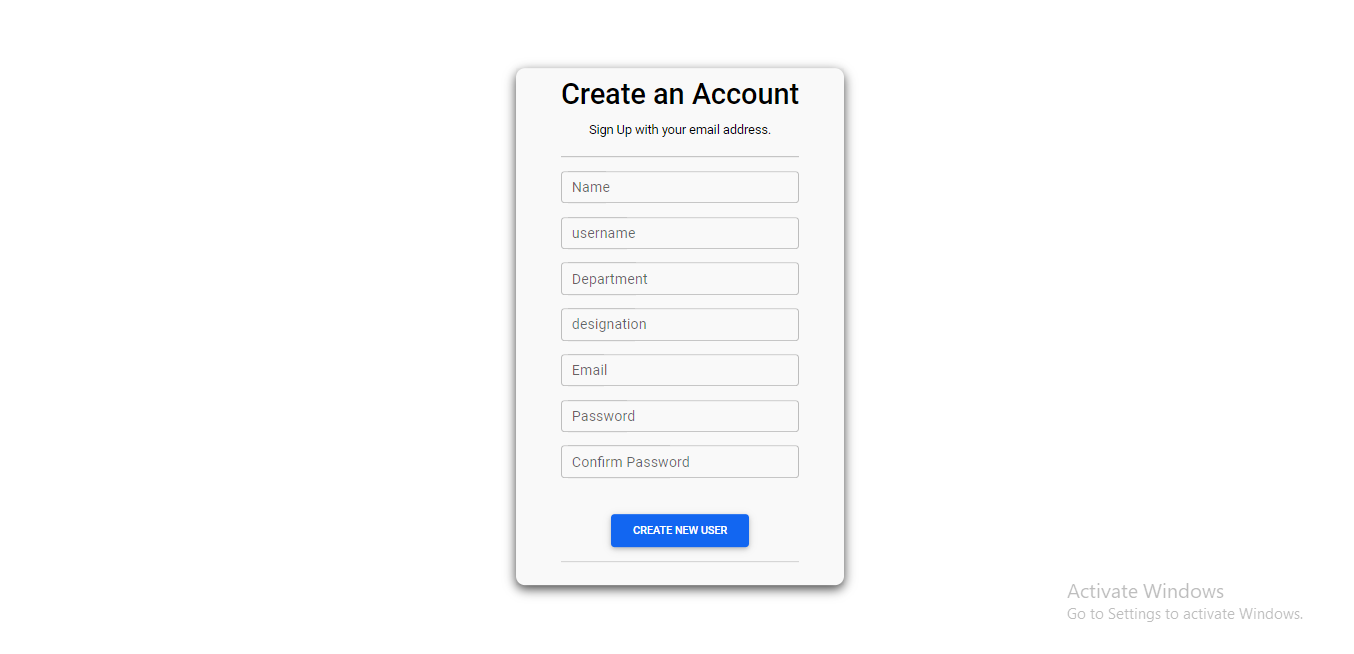 Create an Account
Sign Up with your email address.
Name
username
Department
designation
Email
Password
Confirm Password
CREATE NEW USER
Activate Windows
Go to Settings to activate Windows.